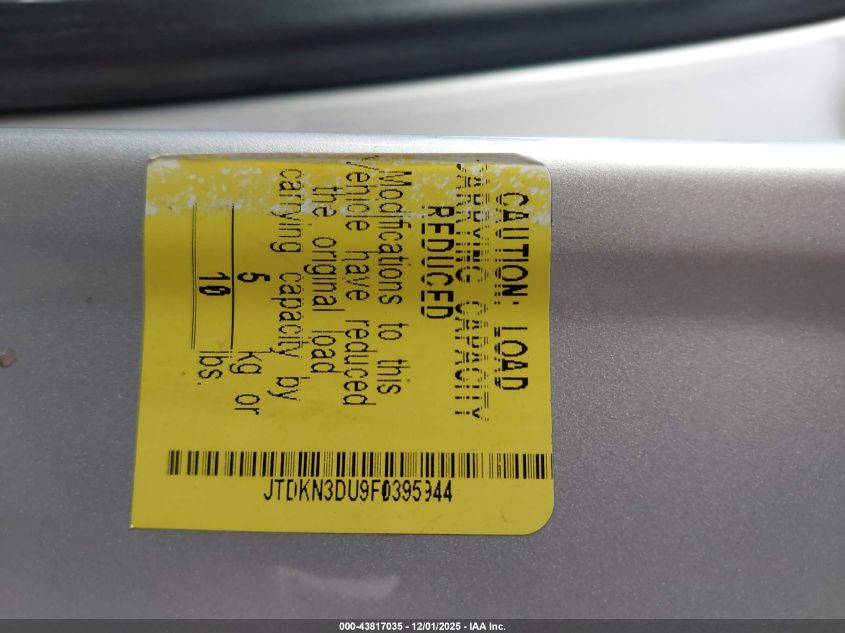 CAUTION: LOAD
CARRYING CAPACITY
REDUCED
Modifications to this
Vehicle have reduced
the original load
carrying capacity by
5 kg or
10 lbs.
JTDKN3DU9F0395944
000-43817035 - 12/01/2025 - IAA Inc.